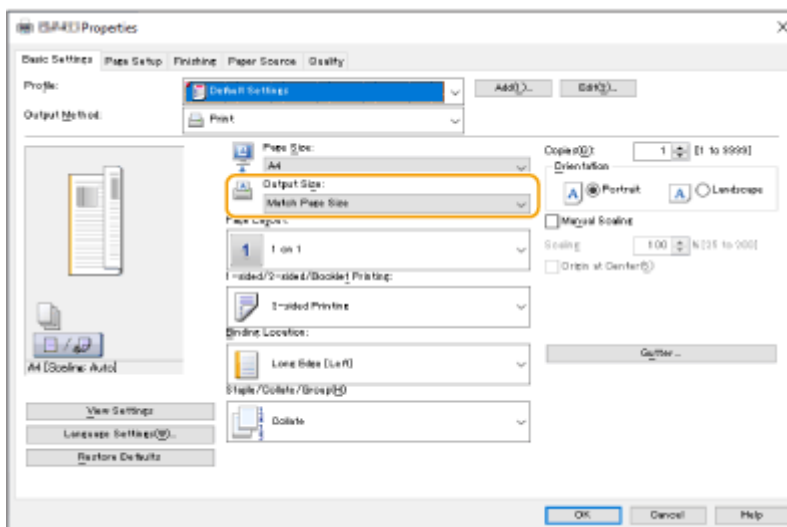 Properties
Basic Settings Page Setup Finishing Paper Source Quality
Profile: Default Settings Add(1)... Edit(2)...
Output Method: Print
Page Size:
A4
Output Size:
Match Page Size
Page Layout:
1 1 on 1
1-sided/2-sided/Booklet Printing:
2-sided Printing
Binding Location:
Long Edge [Left]
Staple/Collate/Group(H)
Collate
Copies(Q): 1 [1 to 9999]
Orientation
A Portrait A Landscape
Manual Scaling
Scaling: 100 % [25 to 200]
Origin at Center(5)
Gutter...
A4 [Scaling: Auto]
View Settings
Language Settings(W)...
Restore Defaults
OK Cancel Help